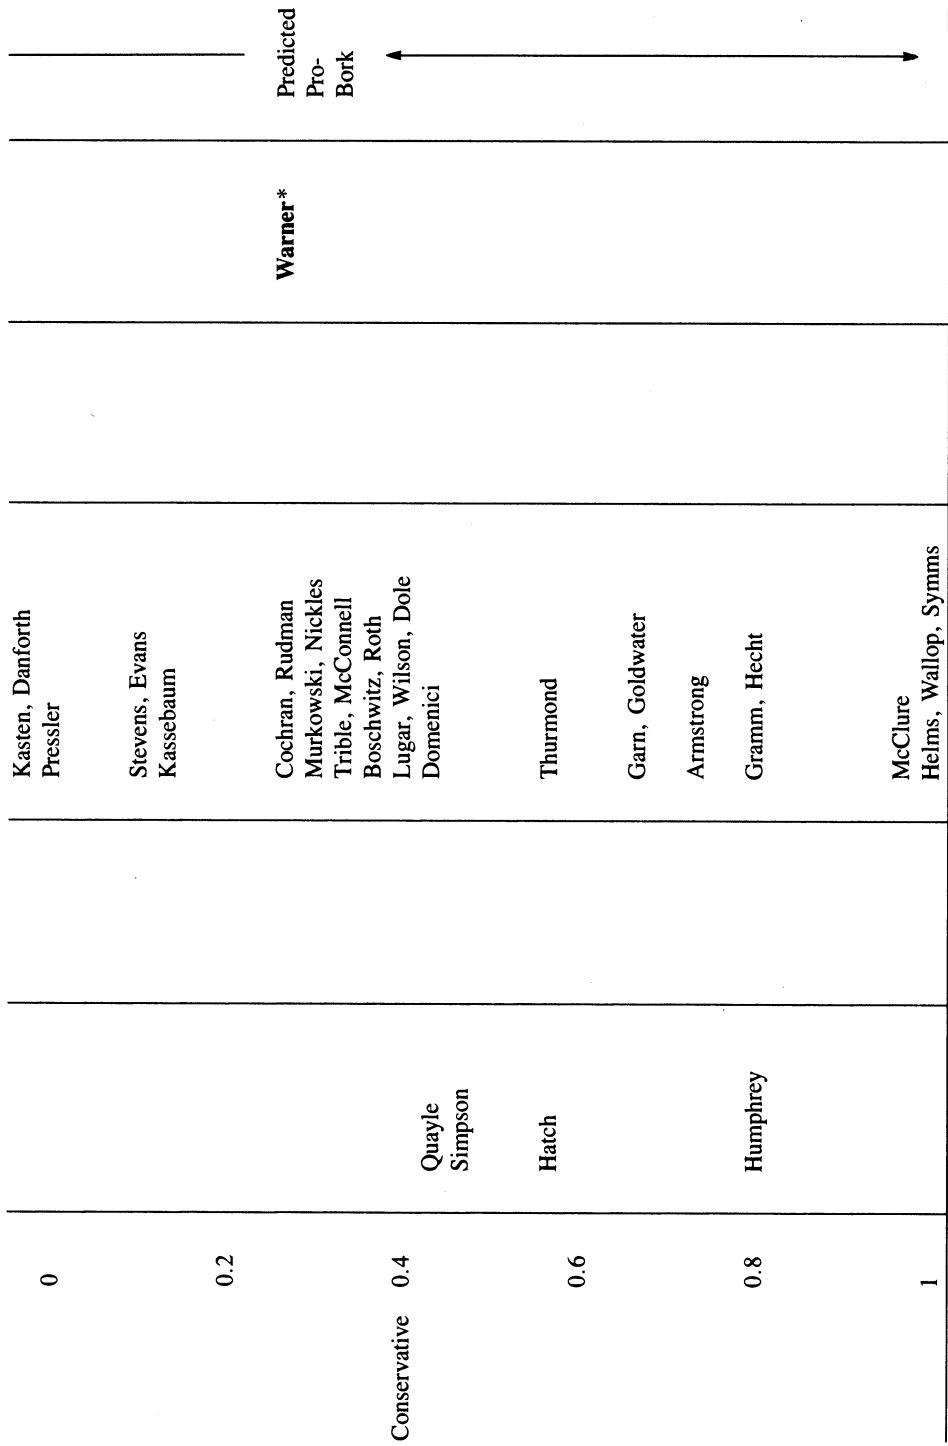 Kasten, Danforth
Predicted
0 Pressler Pro-
Bork
Stevens, Evans
Kassebaum
0.2
Cochran, Rudman Warner*
Murkowski, Nickles
Trible, McConnell
Boschwitz, Roth
Conservative 0.4 Lugar, Wilson, Dole
Quayle Domenici
Simpson
Hatch Thurmond
0.6
Garn, Goldwater
Armstrong
0.8 Humphrey Gramm, Hecht
McClure
1 Helms, Wallop, Symms